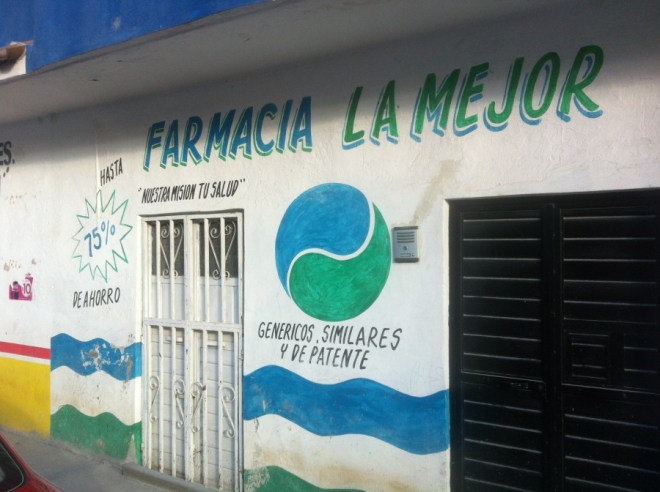 FARMACIA LA MEJOR
"NUESTRA MISION TU SALUD"
HASTA
75%
DE AHORRO
GENERICOS, SIMILARES
Y DE PATENTE